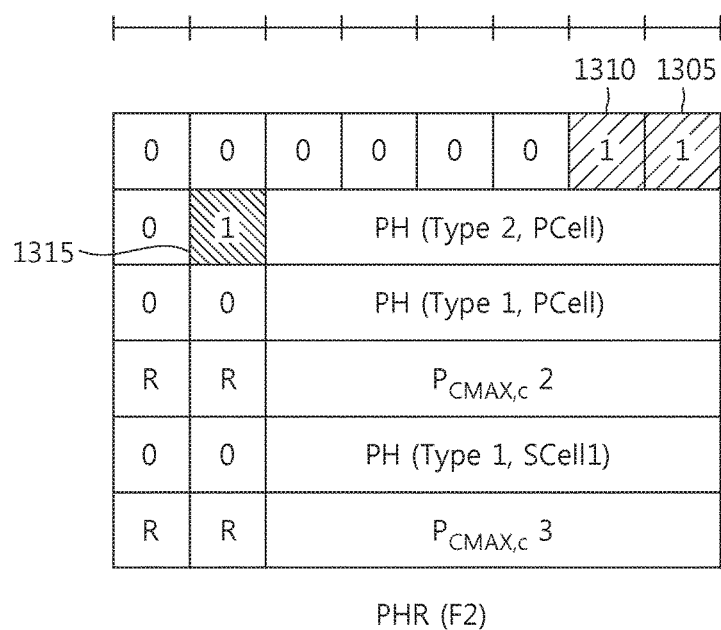 1310 1305
0 0 0 0 0 0 1 1
0 1 PH (Type 2, PCell)
1315
0 0 PH (Type 1, PCell)
R R PCMAX,c 2
0 0 PH (Type 1, SCell1)
R R PCMAX,c 3
PHR (F2)